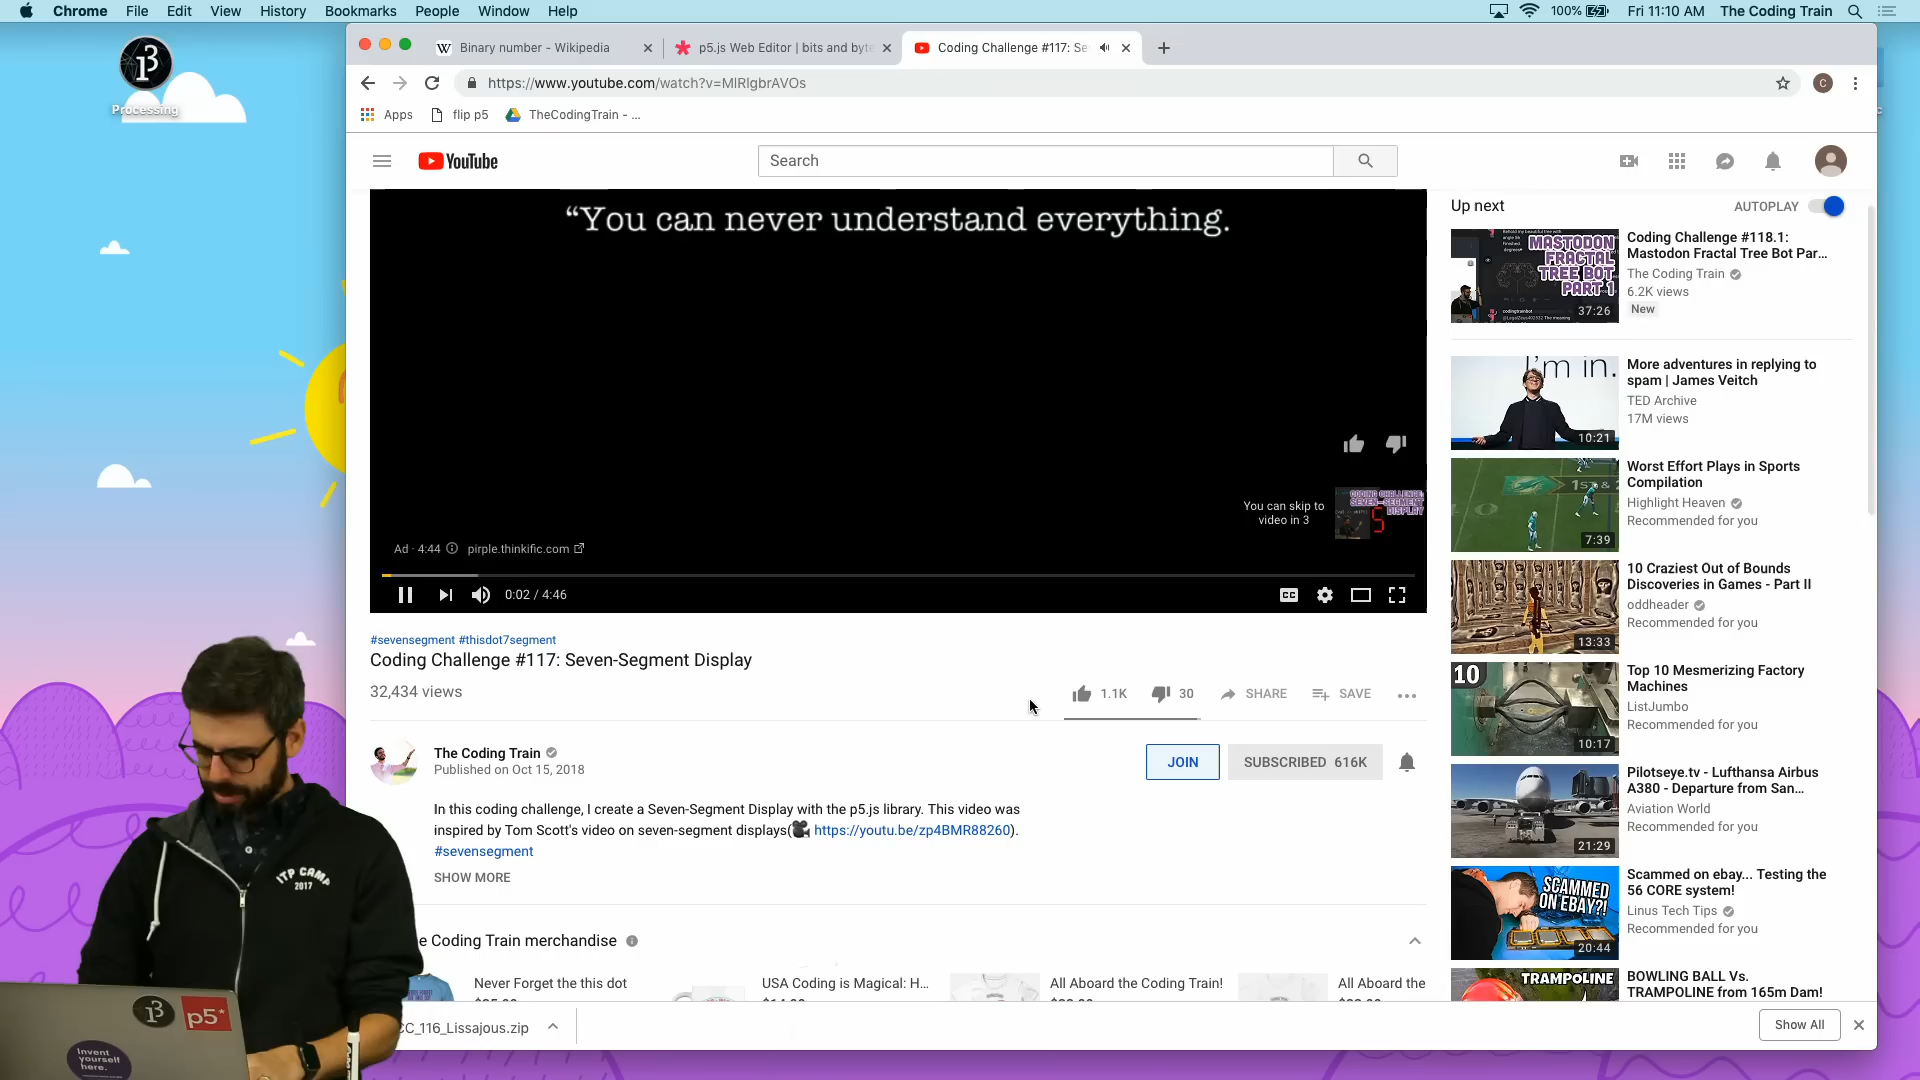 Chrome File Edit View History Bookmarks People Window Help
100% Fri 11:10 AM The Coding Train
Processing
W Binary number - Wikipedia
p5.js Web Editor | bits and byte
Coding Challenge #117: Se
https://www.youtube.com/watch?v=MlRlgbrAVOs
C
Apps flip p5 TheCodingTrain - ...
YouTube
Search
"You can never understand everything.
You can skip to
video in 3
CODING CHALLENGE
SEVEN-SEGMENT
DISPLAY
Ad · 4:44 pirple.thinkific.com
0:02 / 4:46
CC
#sevensegment #thisdot7segment
Coding Challenge #117: Seven-Segment Display
32,434 views
1.1K 30 SHARE SAVE
The Coding Train
Published on Oct 15, 2018
JOIN SUBSCRIBED 616K
In this coding challenge, I create a Seven-Segment Display with the p5.js library. This video was
inspired by Tom Scott's video on seven-segment displays( https://youtu.be/zp4BMR88260).
#sevensegment
SHOW MORE
e Coding Train merchandise
Never Forget the this dot
USA Coding is Magical: H...
All Aboard the Coding Train!
All Aboard the
CC_116_Lissajous.zip
Show All
Up next
AUTOPLAY
MASTODON
FRACTAL
TREE BOT
PART 1
37:26
Coding Challenge #118.1:
Mastodon Fractal Tree Bot Par...
The Coding Train
6.2K views
New
I'm in.
10:21
More adventures in replying to
spam | James Veitch
TED Archive
17M views
1ST &
7:39
Worst Effort Plays in Sports
Compilation
Highlight Heaven
Recommended for you
13:33
10 Craziest Out of Bounds
Discoveries in Games - Part II
oddheader
Recommended for you
10
10:17
Top 10 Mesmerizing Factory
Machines
ListJumbo
Recommended for you
21:29
Pilotseye.tv - Lufthansa Airbus
A380 - Departure from San...
Aviation World
Recommended for you
SCAMMED
ON EBAY?!
20:44
Scammed on ebay... Testing the
56 CORE system!
Linus Tech Tips
Recommended for you
TRAMPOLINE
BOWLING BALL Vs.
TRAMPOLINE from 165m Dam!
ITP CAMP
2017
p5*
Invent
yourself
here.